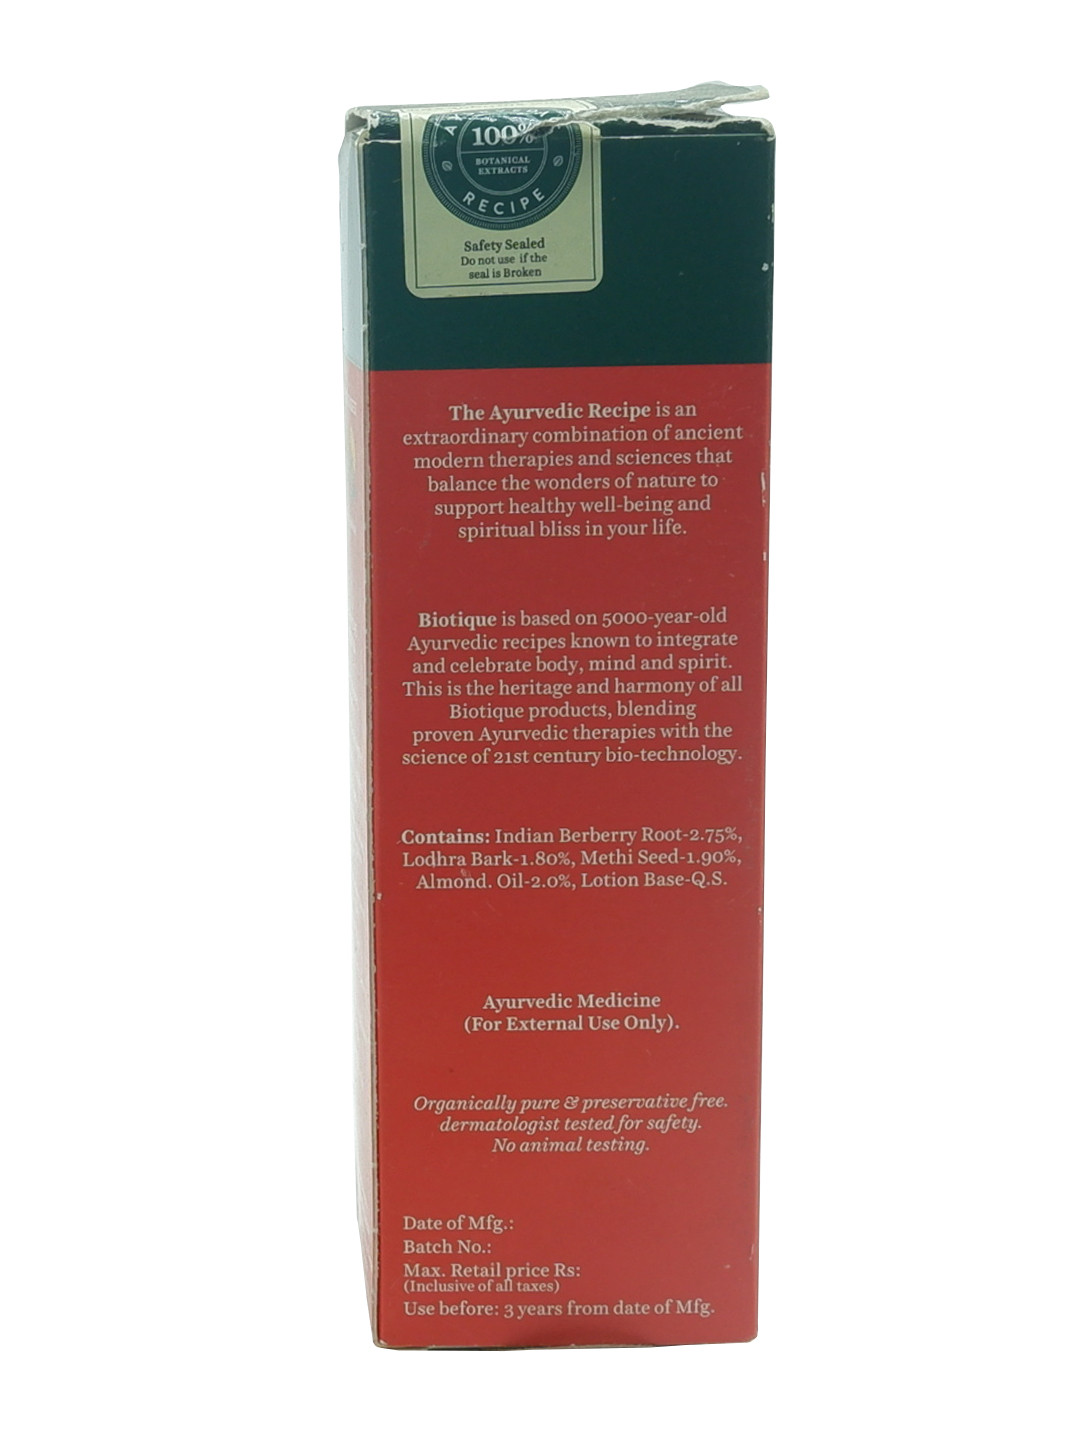 100%
BOTANICAL
EXTRACTS
RECIPE
Safety Sealed
Do not use if the
seal is Broken
The Ayurvedic Recipe is an
extraordinary combination of ancient
modern therapies and sciences that
balance the wonders of nature to
support healthy well-being and
spiritual bliss in your life.
Biotique is based on 5000-year-old
Ayurvedic recipes known to integrate
and celebrate body, mind and spirit.
This is the heritage and harmony of all
Biotique products, blending
proven Ayurvedic therapies with the
science of 21st century bio-technology.
Contains: Indian Berberry Root-2.75%,
Lodhra Bark-1.80%, Methi Seed-1.90%,
Almond. Oil-2.0%, Lotion Base-Q.S.
Ayurvedic Medicine
(For External Use Only).
Organically pure & preservative free.
dermatologist tested for safety.
No animal testing.
Date of Mfg.:
Batch No.:
Max. Retail price Rs:
(Inclusive of all taxes)
Use before: 3 years from date of Mfg.